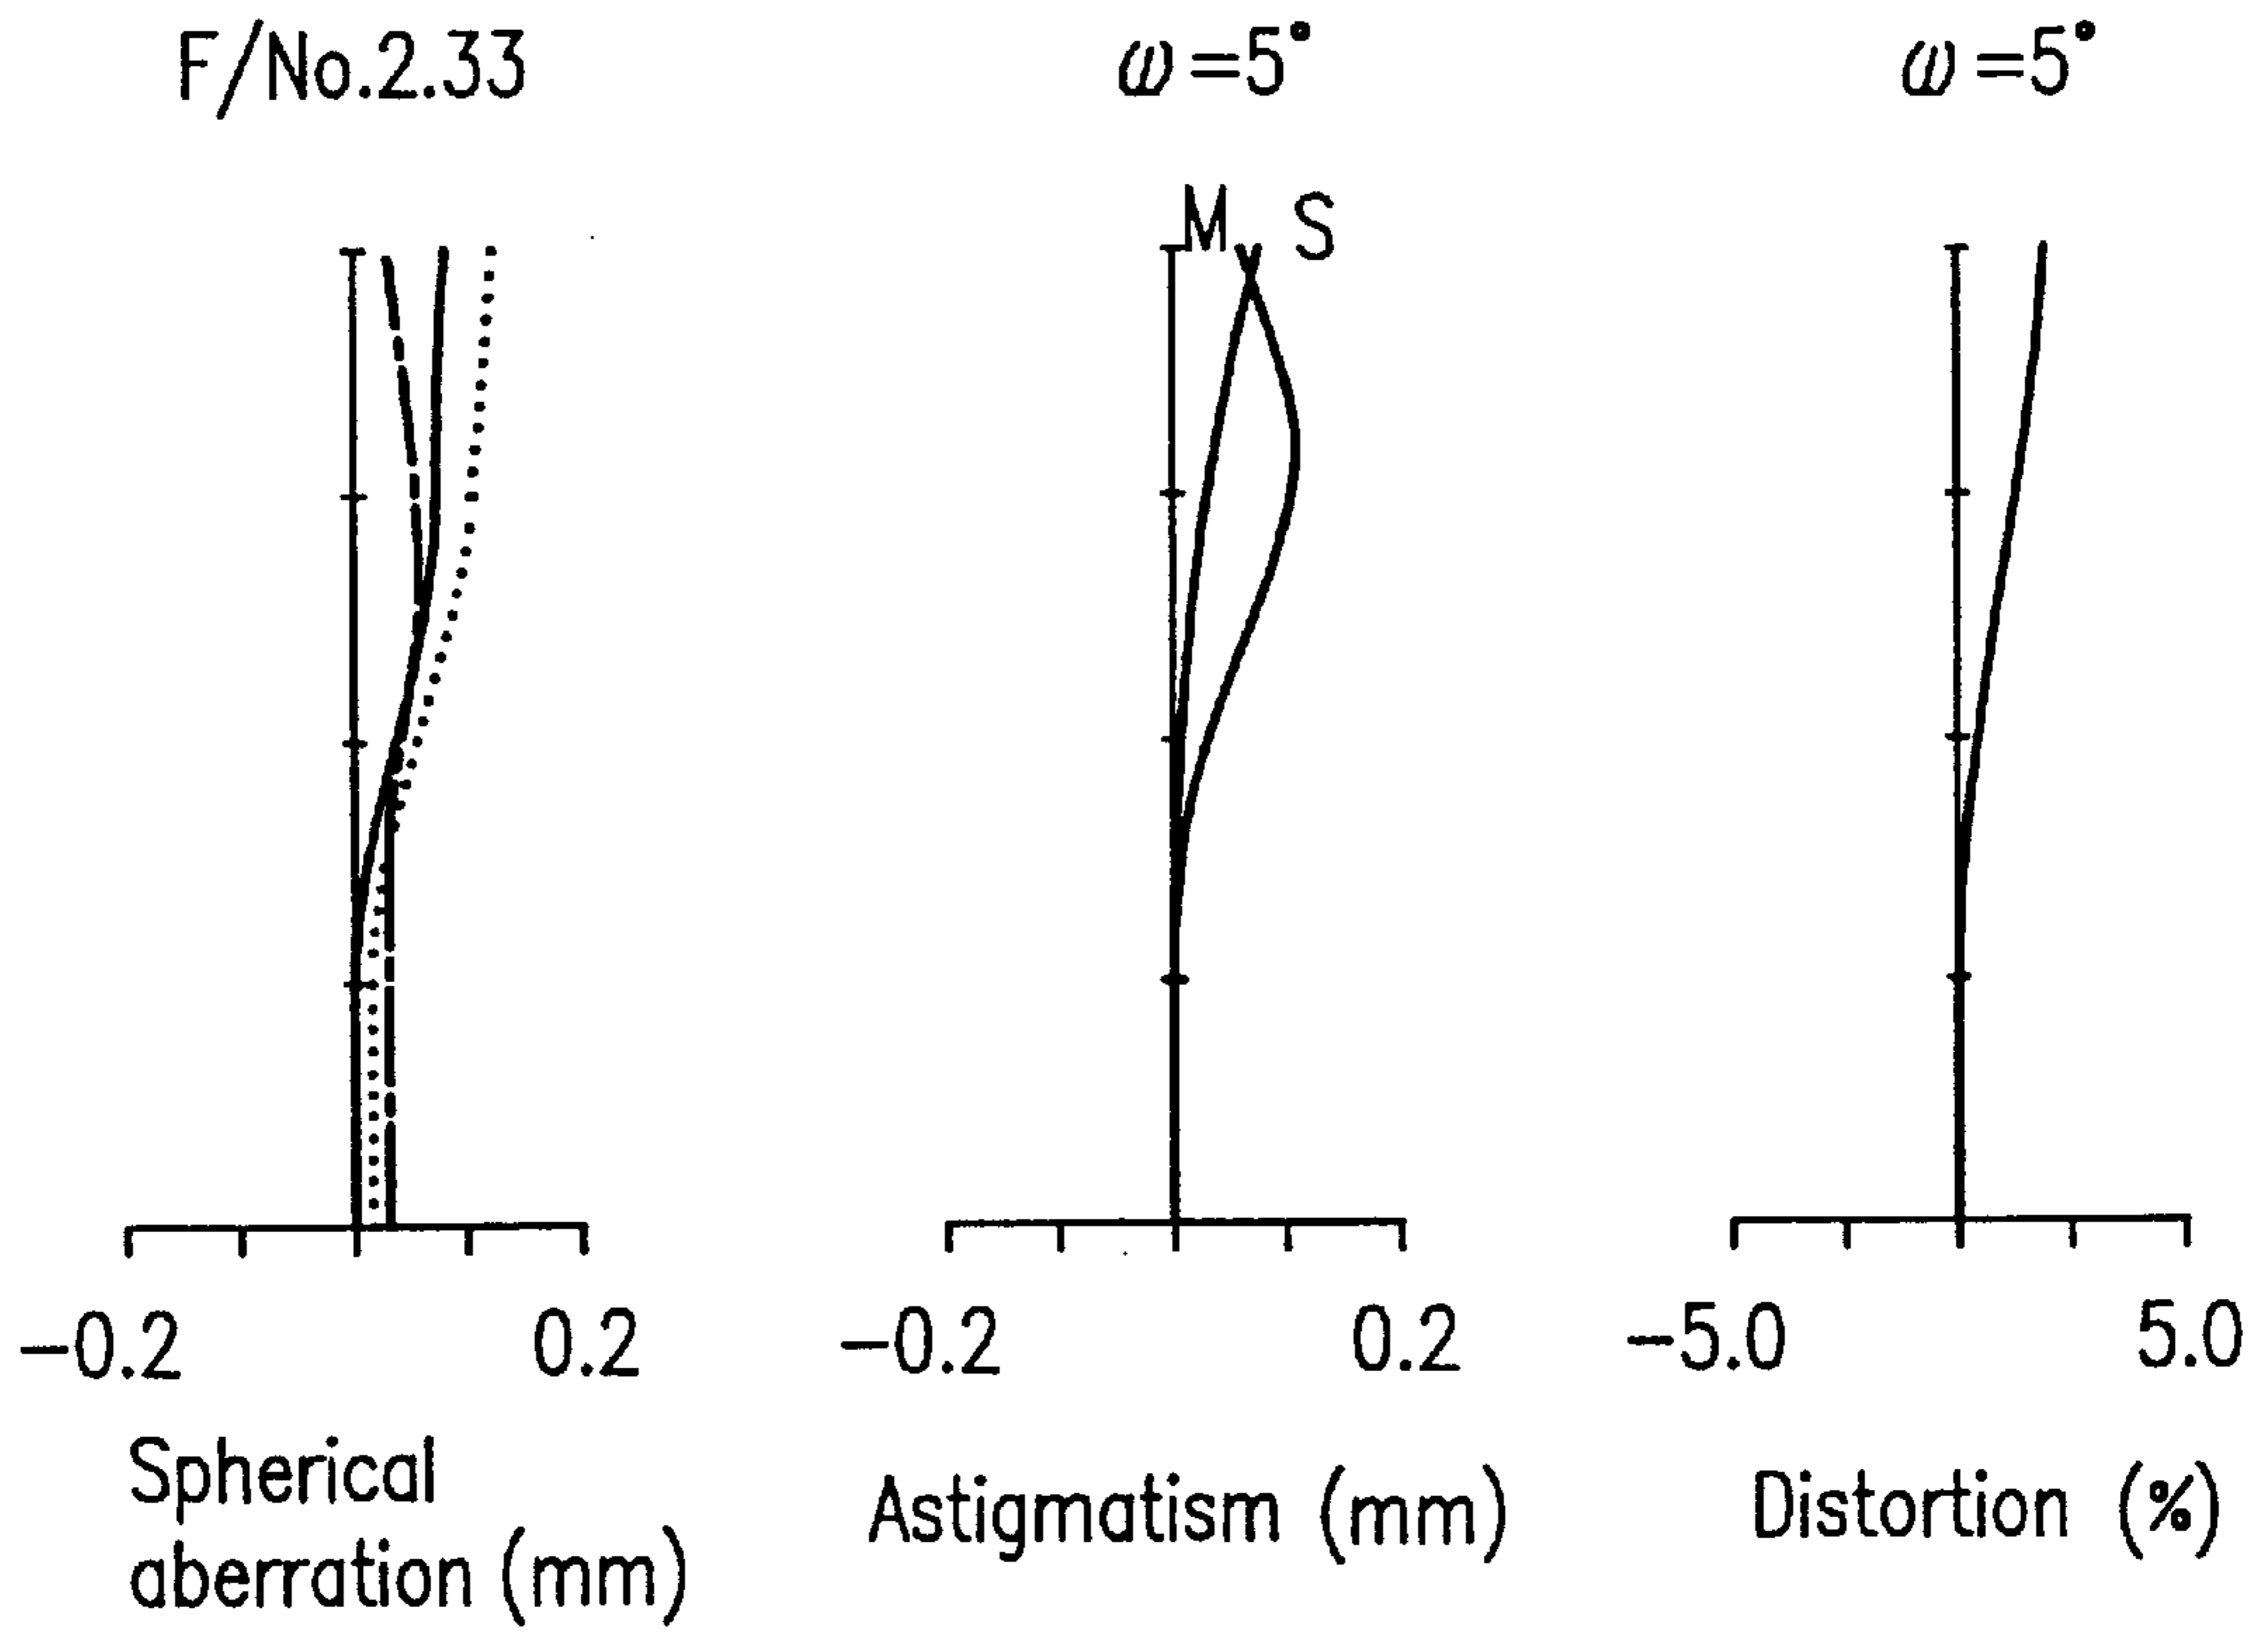 F/No.2.33
ω=5°
ω=5°
M S
-0.2 0.2
-0.2 0.2
-5.0 5.0
Spherical
aberration (mm)
Astigmatism (mm)
Distortion (%)